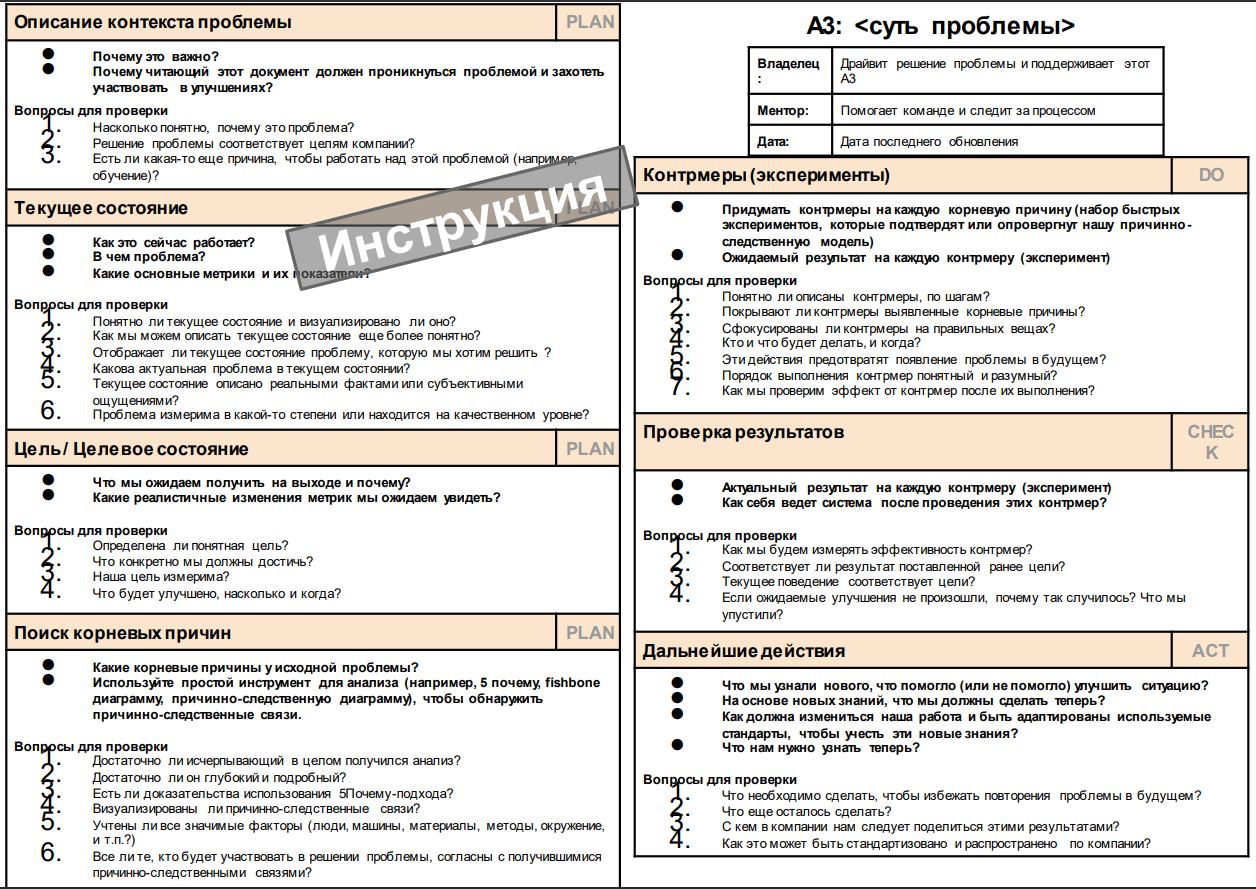 Описание контекста проблемы PLAN
● Почему это важно?
● Почему читающий этот документ должен проникнуться проблемой и захотеть
участвовать в улучшениях?
Вопросы для проверки
1. Насколько понятно, почему это проблема?
2. Решение проблемы соответствует целям компании?
3. Есть ли какая-то еще причина, чтобы работать над этой проблемой (например,
обучение)?
Текущее состояние PLAN
Инструкция
● Как это сейчас работает?
● В чем проблема?
● Какие основные метрики и их показатели?
Вопросы для проверки
1. Понятно ли текущее состояние и визуализировано ли оно?
2. Как мы можем описать текущее состояние еще более понятно?
3. Отображает ли текущее состояние проблему, которую мы хотим решить ?
4. Какова актуальная проблема в текущем состоянии?
5. Текущее состояние описано реальными фактами или субъективными
ощущениями?
6. Проблема измерима в какой-то степени или находится на качественном уровне?
Цель / Целевое состояние PLAN
● Что мы ожидаем получить на выходе и почему?
● Какие реалистичные изменения метрик мы ожидаем увидеть?
Вопросы для проверки
1. Определена ли понятная цель?
2. Что конкретно мы должны достичь?
3. Наша цель измерима?
4. Что будет улучшено, насколько и когда?
Поиск корневых причин PLAN
● Какие корневые причины у исходной проблемы?
● Используйте простой инструмент для анализа (например, 5 почему, fishbone
диаграмму, причинно-следственную диаграмму), чтобы обнаружить
причинно-следственные связи.
Вопросы для проверки
1. Достаточно ли исчерпывающий в целом получился анализ?
2. Достаточно ли он глубокий и подробный?
3. Есть ли доказательства использования 5Почему-подхода?
4. Визуализированы ли причинно-следственные связи?
5. Учтены ли все значимые факторы (люди, машины, материалы, методы, окружение,
и т.п.?)
6. Все ли те, кто будет участвовать в решении проблемы, согласны с получившимися
причинно-следственными связями?
А3: <суть проблемы>
Владелец
:
Драйвит решение проблемы и поддерживает этот
А3
Ментор: Помогает команде и следит за процессом
Дата: Дата последнего обновления
Контрмеры (эксперименты) DO
● Придумать контрмеры на каждую корневую причину (набор быстрых
экспериментов, которые подтвердят или опровергнут нашу причинно-
следственную модель)
● Ожидаемый результат на каждую контрмеру (эксперимент)
Вопросы для проверки
1. Понятно ли описаны контрмеры, по шагам?
2. Покрывают ли контрмеры выявленные корневые причины?
3. Сфокусированы ли контрмеры на правильных вещах?
4. Кто и что будет делать, и когда?
5. Эти действия предотвратят появление проблемы в будущем?
6. Порядок выполнения контрмер понятный и разумный?
7. Как мы проверим эффект от контрмер после их выполнения?
Проверка результатов CHEC
K
● Актуальный результат на каждую контрмеру (эксперимент)
● Как себя ведет система после проведения этих контрмер?
Вопросы для проверки
1. Как мы будем измерять эффективность контрмер?
2. Соответствует ли результат поставленной ранее цели?
3. Текущее поведение соответствует цели?
4. Если ожидаемые улучшения не произошли, почему так случилось? Что мы
упустили?
Дальнейшие действия ACT
● Что мы узнали нового, что помогло (или не помогло) улучшить ситуацию?
● На основе новых знаний, что мы должны сделать теперь?
● Как должна измениться наша работа и быть адаптированы используемые
стандарты, чтобы учесть эти новые знания?
● Что нам нужно узнать теперь?
Вопросы для проверки
1. Что необходимо сделать, чтобы избежать повторения проблемы в будущем?
2. Что еще осталось сделать?
3. С кем в компании нам следует поделиться этими результатами?
4. Как это может быть стандартизовано и распространено по компании?